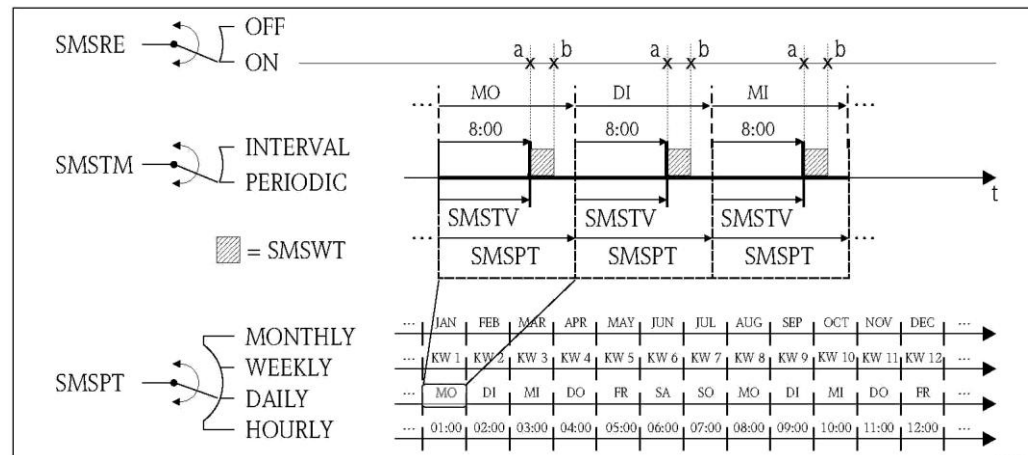 SMSRE
OFF
ON
a b a b a b
... MO DI MI ...
8:00 8:00 8:00
SMSTM
INTERVAL
PERIODIC
t
SMSTV SMSTV SMSTV
... SMSPT SMSPT SMSPT ...
= SMSWT
SMSPT
MONTHLY
WEEKLY
DAILY
HOURLY
... JAN FEB MAR APR MAY JUN JUL AUG SEP OCT NOV DEC ...
... KW 1 KW 2 KW 3 KW 4 KW 5 KW 6 KW 7 KW 8 KW 9 KW 10 KW 11 KW 12 ...
... MO DI MI DO FR SA SO MO DI MI DO FR ...
... 01:00 02:00 03:00 04:00 05:00 06:00 07:00 08:00 09:00 10:00 11:00 12:00 ...